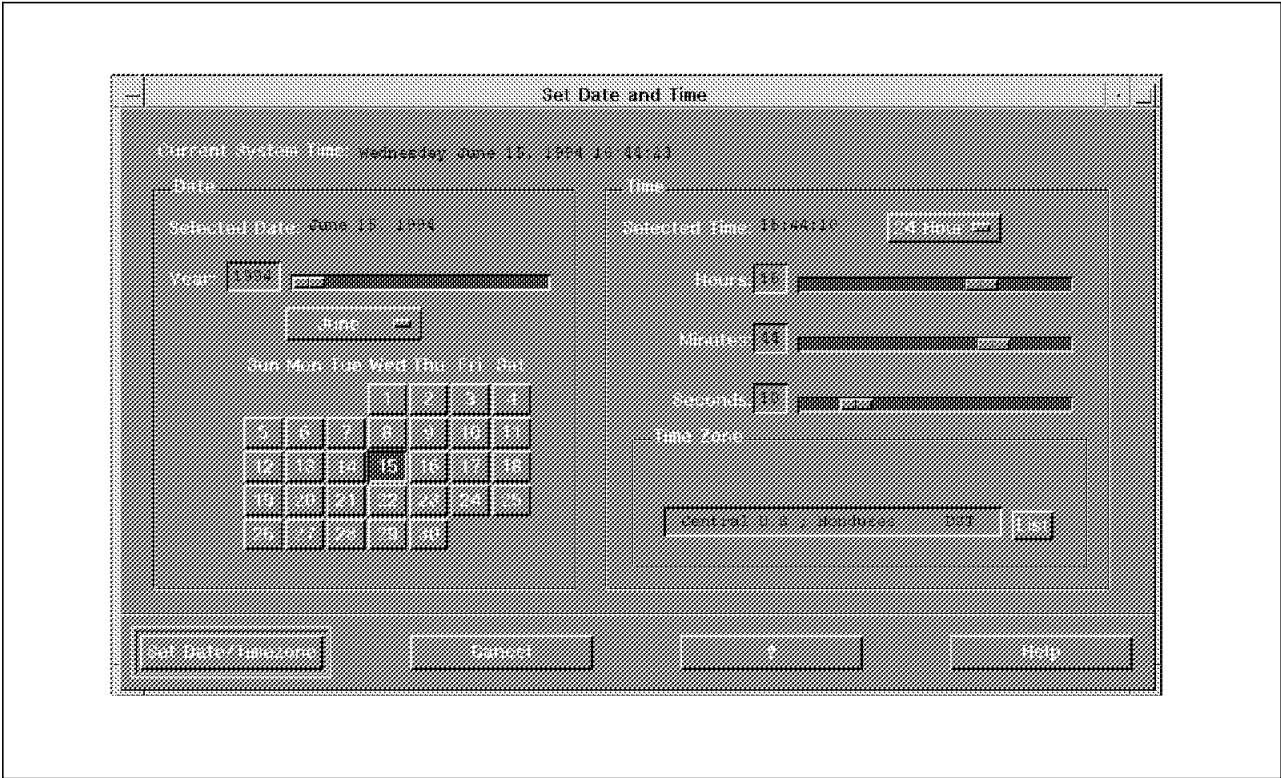 Set Date and Time
Current System Time: Wednesday June 15, 1994 16:44:13
Date
Selected Date: June 15, 1994
Year: 1994
June
Sun Mon Tue Wed Thu Fri Sat
1 2 3 4
5 6 7 8 9 10 11
12 13 14 15 16 17 18
19 20 21 22 23 24 25
26 27 28 29 30
Time
Selected Time: 16:44:10 24 Hour
Hours: 16
Minutes: 44
Seconds: 10
Time Zone
Central U.S. Honduras DST List
Set Date/Timezone Cancel ? Help